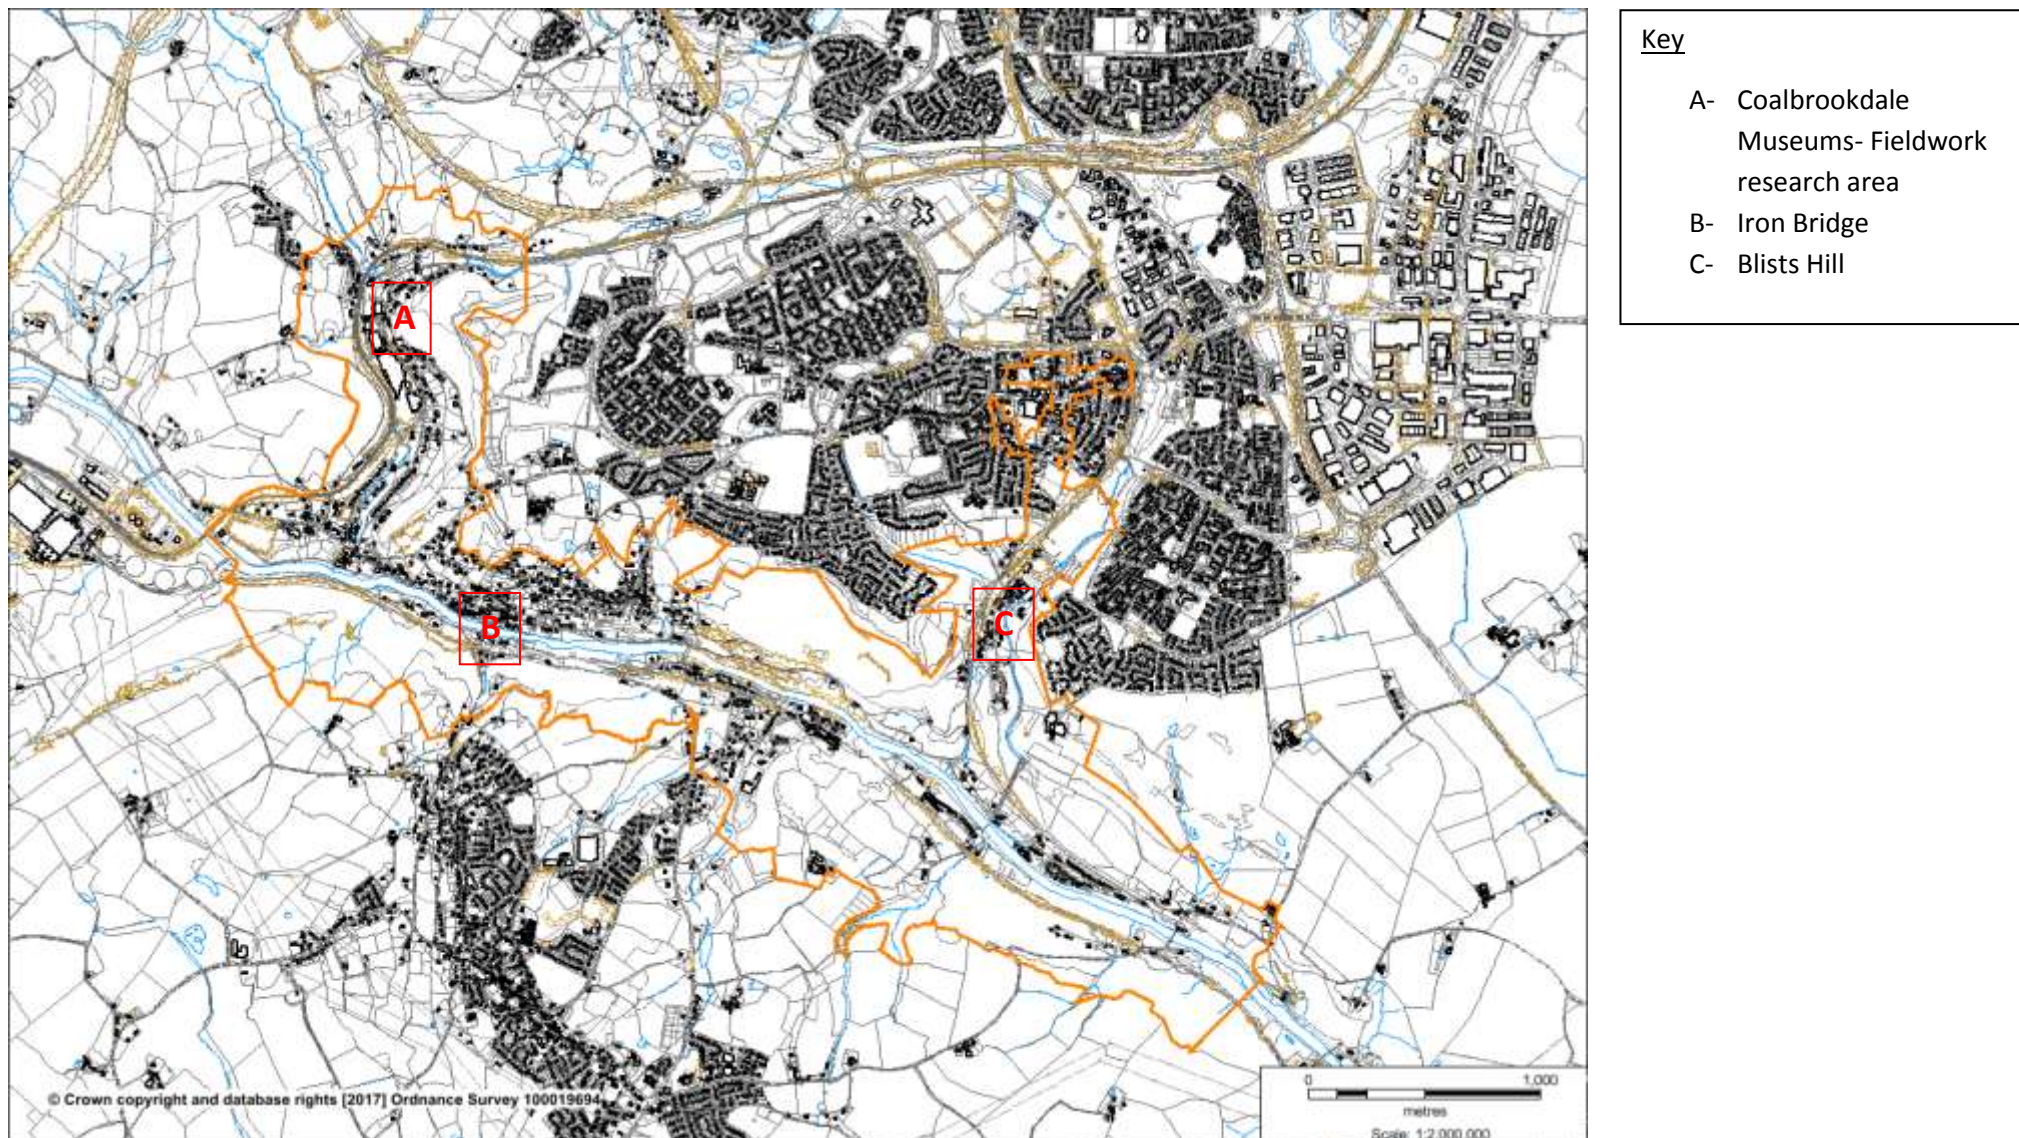 Key
A- Coalbrookdale
Museums- Fieldwork
research area
B- Iron Bridge
C- Blists Hill
A
B
C
© Crown copyright and database rights [2017] Ordnance Survey 100019694
0 1,000
metres
Scale: 1:2,000,000